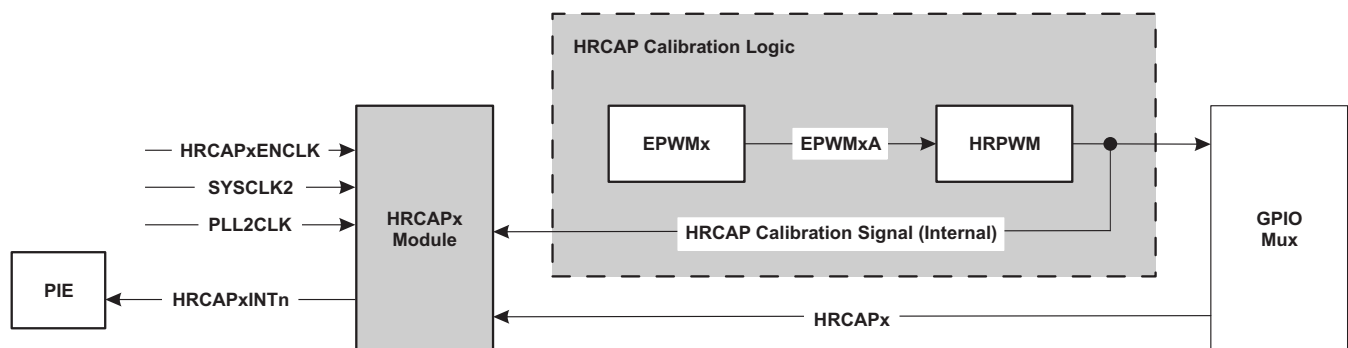 HRCAP Calibration Logic
EPWMx
EPWMxA
HRPWM
HRCAPxENCLK
SYSCLK2
PLL2CLK
HRCAPx
Module
HRCAP Calibration Signal (Internal)
GPIO
Mux
PIE
HRCAPxINTn
HRCAPx